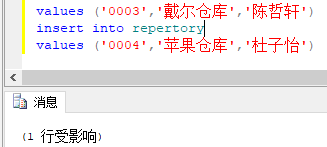 values ('0003','戴尔仓库','陈哲轩')
insert into repertory
values ('0004','苹果仓库','杜子怡')
消息
(1 行受影响)